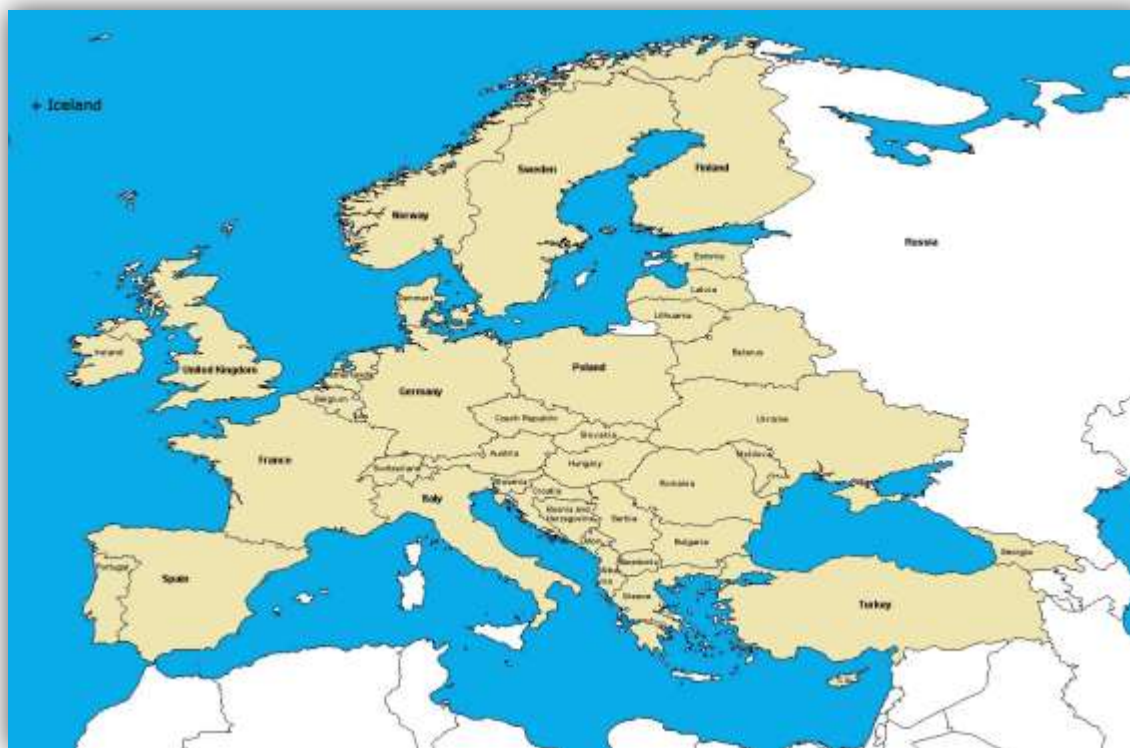 + Iceland
Sweden
Finland
Norway
Russia
Estonia
Latvia
Denmark
Lithuania
Ireland
United Kingdom
Belarus
Poland
Germany
Belgium
Czech Republic
Ukraine
Slovakia
France
Austria
Moldova
Switzerland
Hungary
Slovenia
Romania
Italy
Croatia
Bosnia and
Herzegovina
Serbia
Bulgaria
Georgia
Portugal
Spain
Greece
Turkey